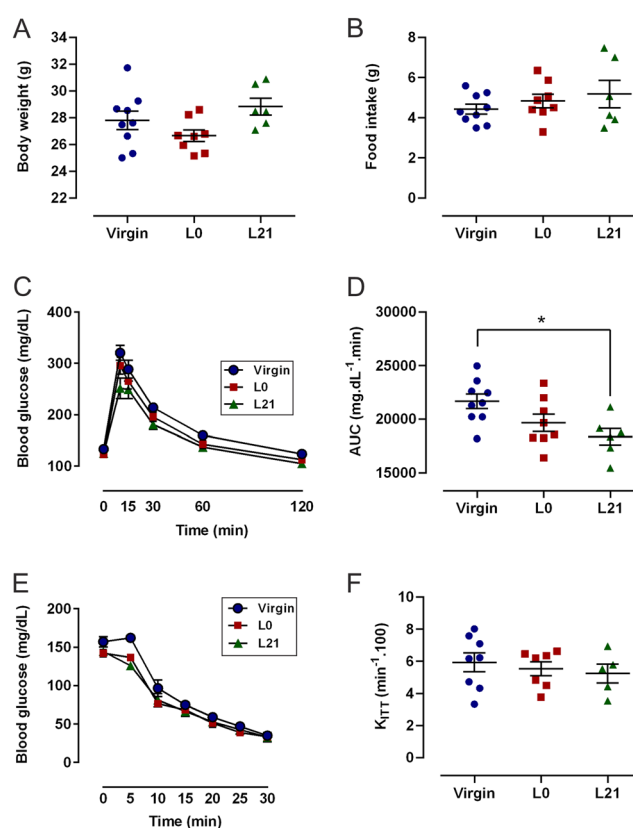 A
Body weight (g)
34
32
30
28
26
24
22
Virgin L0 L21
B
Food intake (g)
8
6
4
2
0
Virgin L0 L21
C
Blood glucose (mg/dL)
400
300
200
100
Virgin
L0
L21
0 15 30 60 120
Time (min)
D
AUC (mg.dL⁻¹.min)
30000
25000
20000
15000
*
Virgin L0 L21
E
Blood glucose (mg/dL)
200
150
100
50
0
Virgin
L0
L21
0 5 10 15 20 25 30
Time (min)
F
K_ITT (min⁻¹.100)
10
8
6
4
2
0
Virgin L0 L21